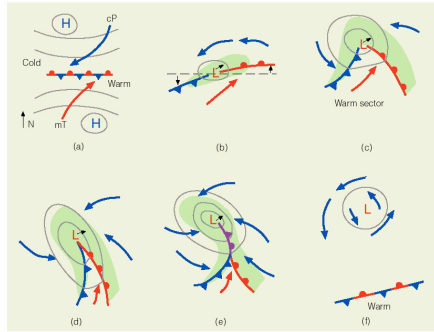 H
cP
Cold
Warm
N
mT
H
(a)
L
(b)
L
Warm sector
(c)
L
(d)
L
(e)
L
Warm
(f)